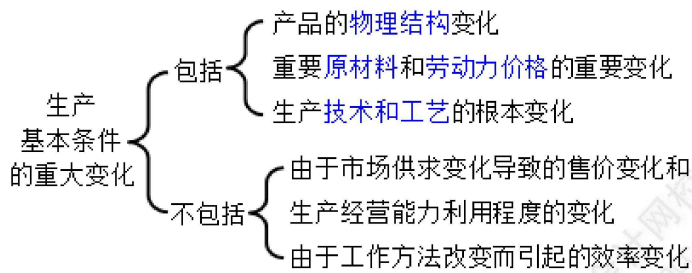 生产
基本条件
的重大变化
包括
产品的物理结构变化
重要原材料和劳动力价格的重要变化
生产技术和工艺的根本变化
不包括
由于市场供求变化导致的售价变化和
生产经营能力利用程度的变化
由于工作方法改变而引起的效率变化